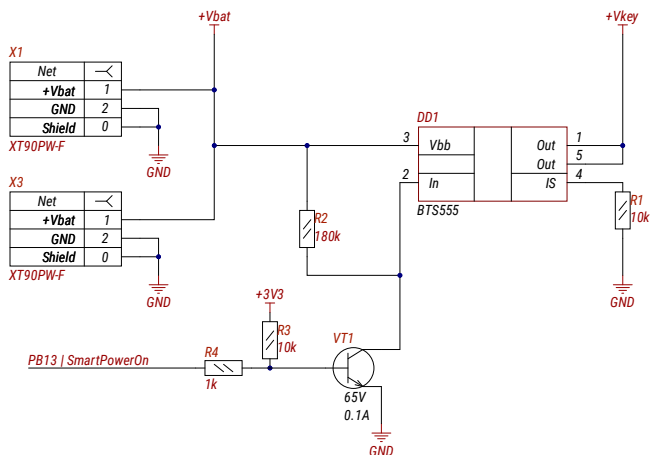 +Vbat
+Vkey
X1
Net
+Vbat 1
GND 2
Shield 0
XT90PW-F
GND
DD1
3 Vbb Out 1
Out 5
2 In IS 4
BTS555
R1
10k
GND
X3
Net
+Vbat 1
GND 2
Shield 0
XT90PW-F
GND
R2
180k
+3V3
R3
10k
VT1
PB13 | SmartPowerOn
R4
1k
65V
0.1A
GND